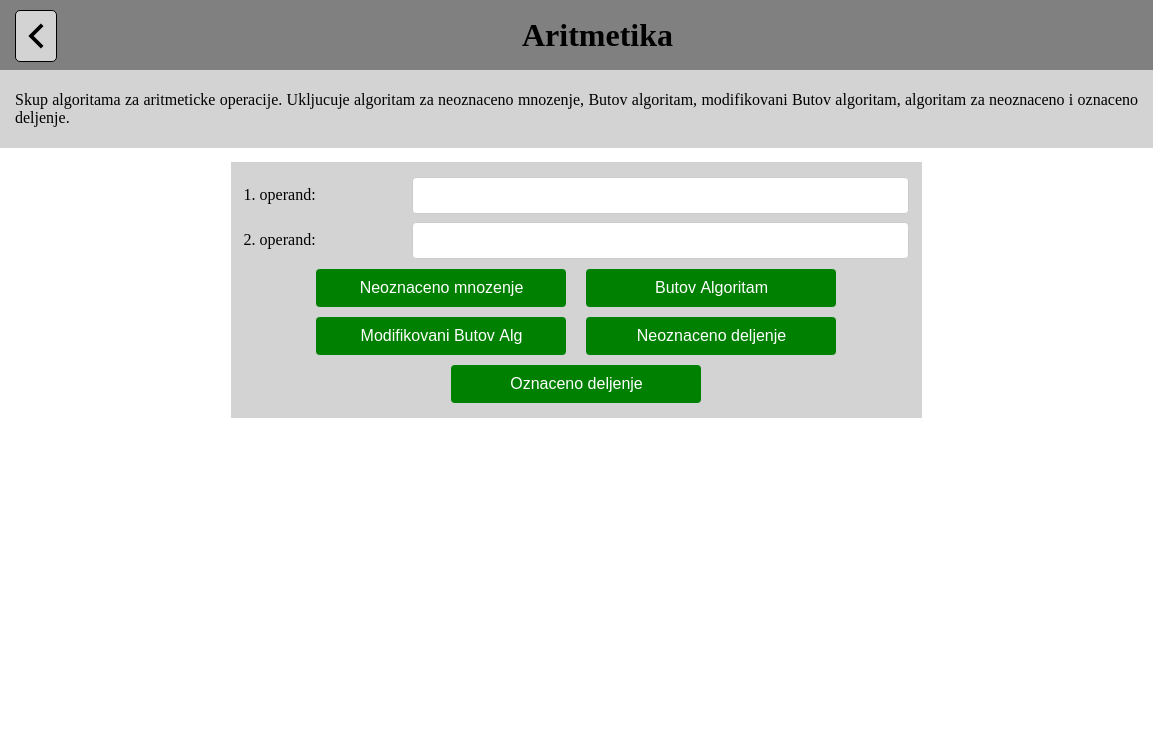 Aritmetika
Skup algoritama za aritmeticke operacije. Ukljucuje algoritam za neoznaceno mnozenje, Butov algoritam, modifikovani Butov algoritam, algoritam za neoznaceno i oznaceno
deljenje.
1. operand:
2. operand:
Neoznaceno mnozenje
Butov Algoritam
Modifikovani Butov Alg
Neoznaceno deljenje
Oznaceno deljenje